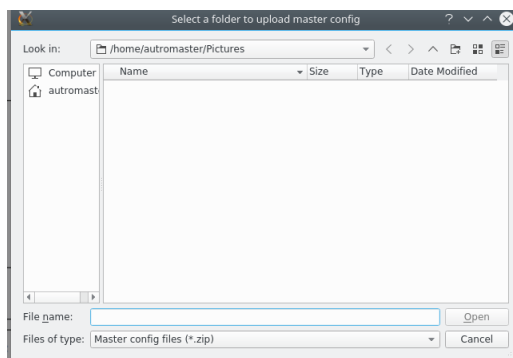 Select a folder to upload master config
Look in: /home/automaster/Pictures
Computer
automaste
Name Size Type Date Modified
File name: Open
Files of type: Master config files (*.zip) Cancel